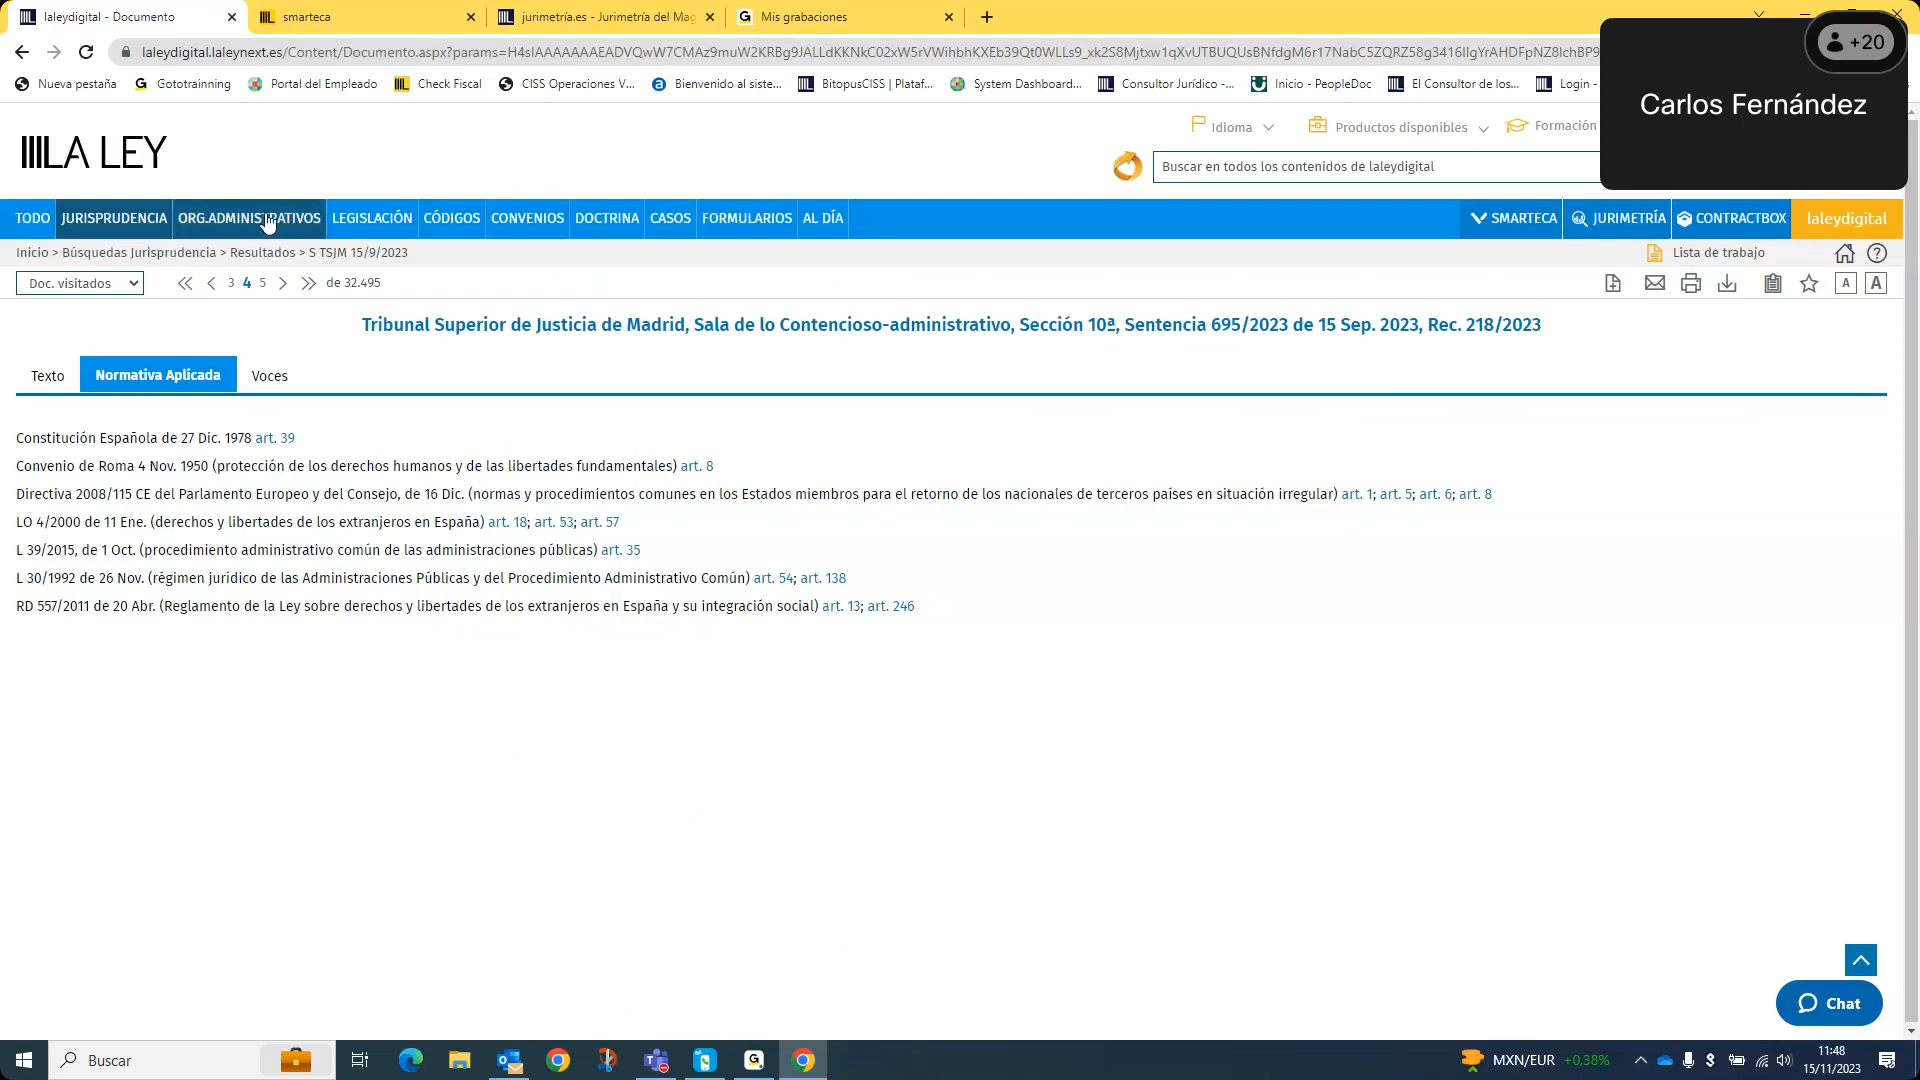 laleydigital - Documento
smarteca
jurimetría.es - Jurimetría del Mag
Mis grabaciones
laleydigital.laleynext.es/Content/Documento.aspx?params=
Nueva pestaña
Gototrainning
Portal del Empleado
Check Fiscal
CISS Operaciones V...
Bienvenido al siste...
BitopusCISS | Plataf...
System Dashboard...
Consultor Jurídico -...
Inicio - PeopleDoc
El Consultor de los...
Login -
+20
Carlos Fernández
LA LEY
Idioma
Productos disponibles
Formación
Buscar en todos los contenidos de laleydigital
TODO JURISPRUDENCIA ORG.ADMINISTRATIVOS LEGISLACIÓN CÓDIGOS CONVENIOS DOCTRINA CASOS FORMULARIOS AL DÍA SMARTECA JURIMETRÍA CONTRACTBOX laleydigital
Inicio > Búsquedas Jurisprudencia > Resultados > S TSJM 15/9/2023
Lista de trabajo
Doc. visitados
3 4 5 de 32.495
A A
Tribunal Superior de Justicia de Madrid, Sala de lo Contencioso-administrativo, Sección 10ª, Sentencia 695/2023 de 15 Sep. 2023, Rec. 218/2023
Texto Normativa Aplicada Voces
Constitución Española de 27 Dic. 1978 art. 39
Convenio de Roma 4 Nov. 1950 (protección de los derechos humanos y de las libertades fundamentales) art. 8
Directiva 2008/115 CE del Parlamento Europeo y del Consejo, de 16 Dic. (normas y procedimientos comunes en los Estados miembros para el retorno de los nacionales de terceros países en situación irregular) art. 1; art. 5; art. 6; art. 8
LO 4/2000 de 11 Ene. (derechos y libertades de los extranjeros en España) art. 18; art. 53; art. 57
L 39/2015, de 1 Oct. (procedimiento administrativo común de las administraciones públicas) art. 35
L 30/1992 de 26 Nov. (régimen jurídico de las Administraciones Públicas y del Procedimiento Administrativo Común) art. 54; art. 138
RD 557/2011 de 20 Abr. (Reglamento de la Ley sobre derechos y libertades de los extranjeros en España y su integración social) art. 13; art. 246
Chat
Buscar
MXN/EUR +0,38%
11:48
15/11/2023